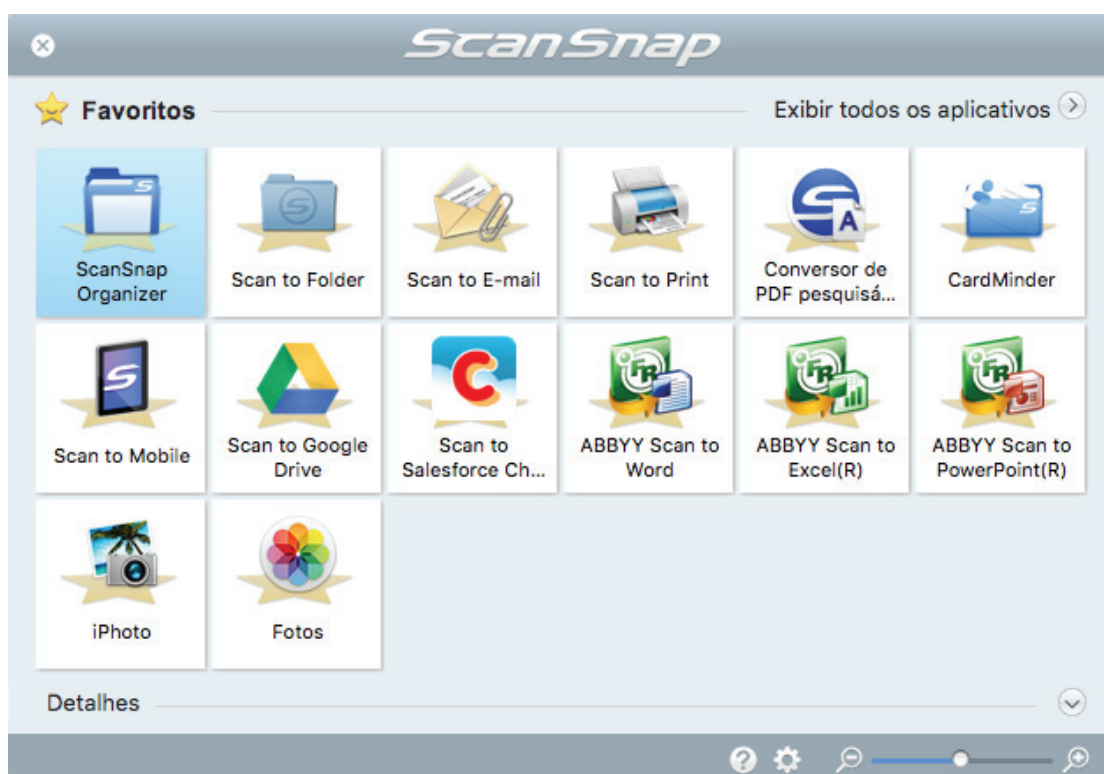 ScanSnap
Favoritos
Exibir todos os aplicativos
ScanSnap
Organizer
Scan to Folder
Scan to E-mail
Scan to Print
Conversor de
PDF pesquisá...
CardMinder
Scan to Mobile
Scan to Google
Drive
Scan to
Salesforce Ch...
ABBYY Scan to
Word
ABBYY Scan to
Excel(R)
ABBYY Scan to
PowerPoint(R)
iPhoto
Fotos
Detalhes